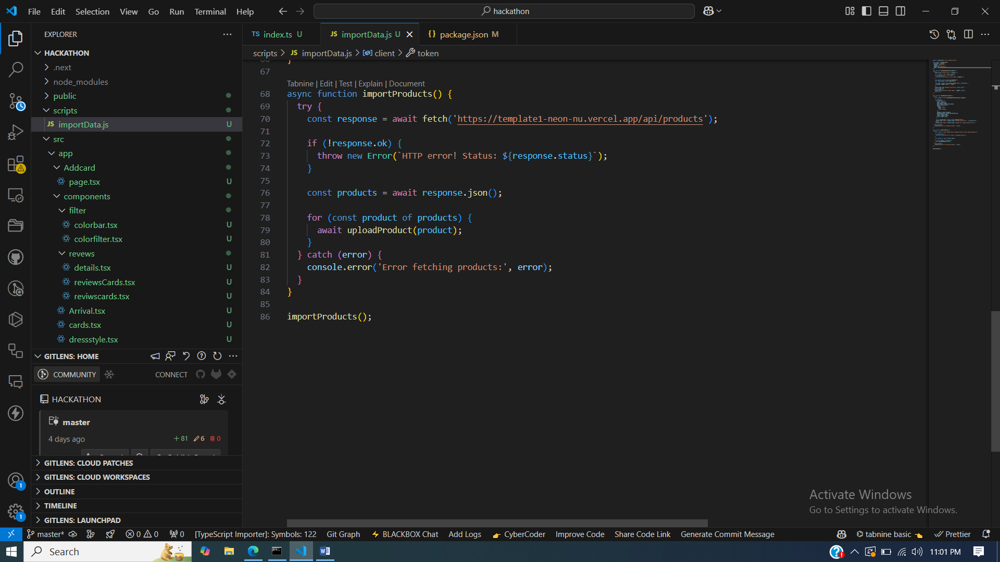 File Edit Selection View Go Run Terminal Help
hackathon
EXPLORER
HACKATHON
.next
node_modules
public
scripts
JS importData.js U
src
app
Addcard
page.tsx U
components
filter
colorbar.tsx U
colorfilter.tsx U
revews
details.tsx U
reviewsCards.tsx U
reviwscards.tsx U
Arrival.tsx U
cards.tsx U
dressstyle.tsx U
GITLENS: HOME
COMMUNITY CONNECT
HACKATHON
master
4 days ago +81 6 0
GITLENS: CLOUD PATCHES
GITLENS: CLOUD WORKSPACES
OUTLINE
TIMELINE
GITLENS: LAUNCHPAD
1
1
TS index.ts U JS importData.js U {} package.json M
scripts > JS importData.js > client > token
66 }
67
Tabnine | Edit | Test | Explain | Document
68 async function importProducts() {
69 try {
70 const response = await fetch('https://template1-neon-nu.vercel.app/api/products');
71
72 if (!response.ok) {
73 throw new Error(`HTTP error! Status: ${response.status}`);
74 }
75
76 const products = await response.json();
77
78 for (const product of products) {
79 await uploadProduct(product);
80 }
81 } catch (error) {
82 console.error('Error fetching products:', error);
83 }
84 }
85
86 importProducts();
Activate Windows
Go to Settings to activate Windows.
master* 0 0 0 [TypeScript Importer]: Symbols: 122 Git Graph BLACKBOX Chat Add Logs CyberCoder Improve Code Share Code Link Generate Commit Message tabnine basic Prettier
Search 11:01 PM